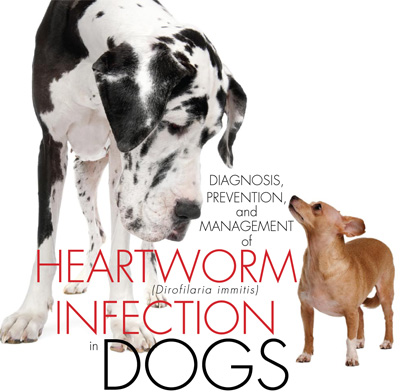 DIAGNOSIS,
PREVENTION,
and
MANAGEMENT
of
HEARTWORM
(Dirofilaria immitis)
INFECTION
in DOGS